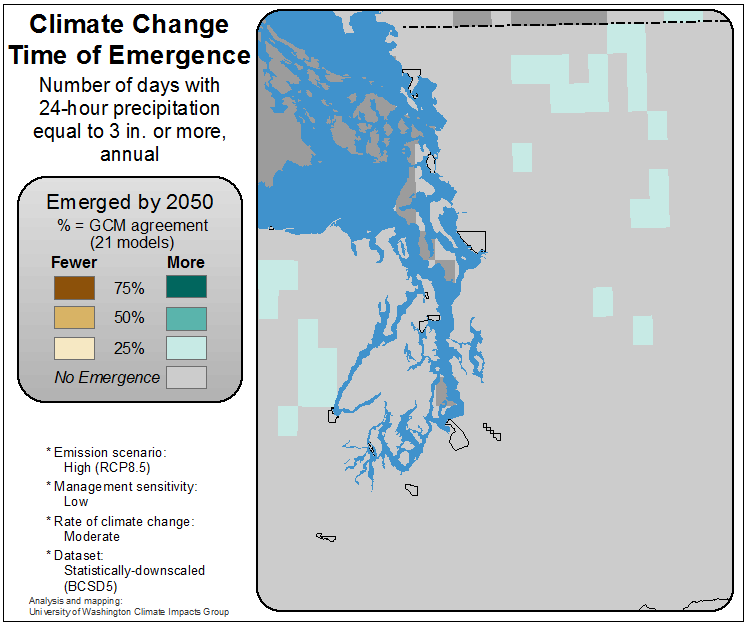 Climate Change
Time of Emergence
Number of days with
24-hour precipitation
equal to 3 in. or more,
annual
Emerged by 2050
% = GCM agreement
(21 models)
Fewer More
75%
50%
25%
No Emergence
* Emission scenario:
High (RCP8.5)
* Management sensitivity:
Low
* Rate of climate change:
Moderate
* Dataset:
Statistically-downscaled
(BCSD5)
Analysis and mapping:
University of Washington Climate Impacts Group